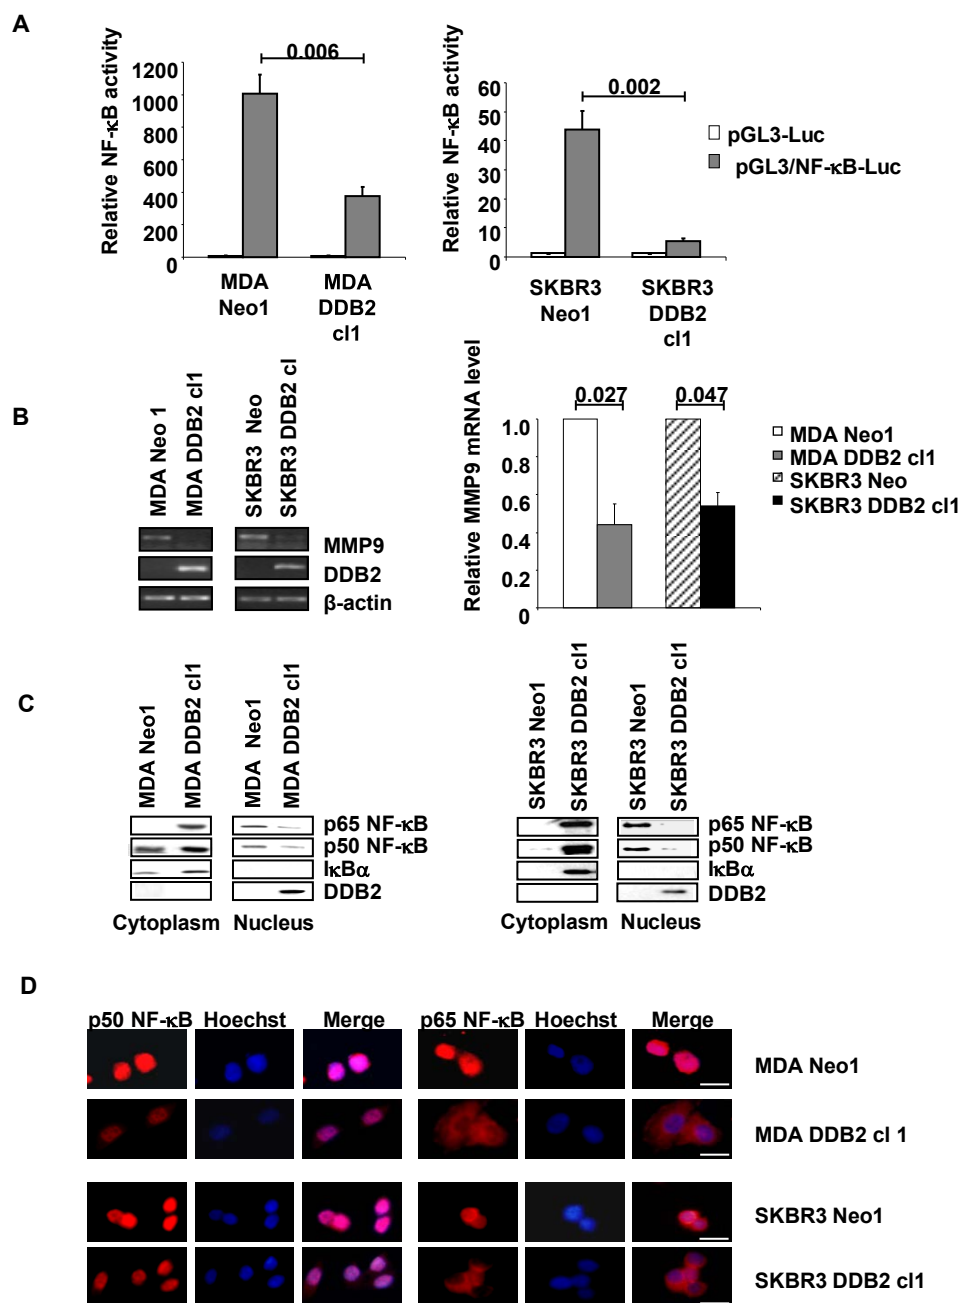 A
Relative NF-κB activity
1200
1000
800
600
400
200
0
0.006
MDA
Neo1
MDA
DDB2
cl1
Relative NF-κB activity
60
50
40
30
20
10
0
0.002
SKBR3
Neo1
SKBR3
DDB2
cl1
pGL3-Luc
pGL3/NF-κB-Luc
B
MDA Neo 1
MDA DDB2 cl1
SKBR3 Neo
SKBR3 DDB2 cl
MMP9
DDB2
β-actin
Relative MMP9 mRNA level
1.0
0.8
0.6
0.4
0.2
0
0.027
0.047
MDA Neo1
MDA DDB2 cl1
SKBR3 Neo
SKBR3 DDB2 cl1
C
MDA Neo1
MDA DDB2 cl1
MDA Neo1
MDA DDB2 cl1
p65 NF-κB
p50 NF-κB
IκBα
DDB2
Cytoplasm Nucleus
SKBR3 Neo1
SKBR3 DDB2 cl1
SKBR3 Neo1
SKBR3 DDB2 cl1
p65 NF-κB
p50 NF-κB
IκBα
DDB2
Cytoplasm Nucleus
D
p50 NF-κB Hoechst Merge p65 NF-κB Hoechst Merge
MDA Neo1
MDA DDB2 cl 1
SKBR3 Neo1
SKBR3 DDB2 cl1